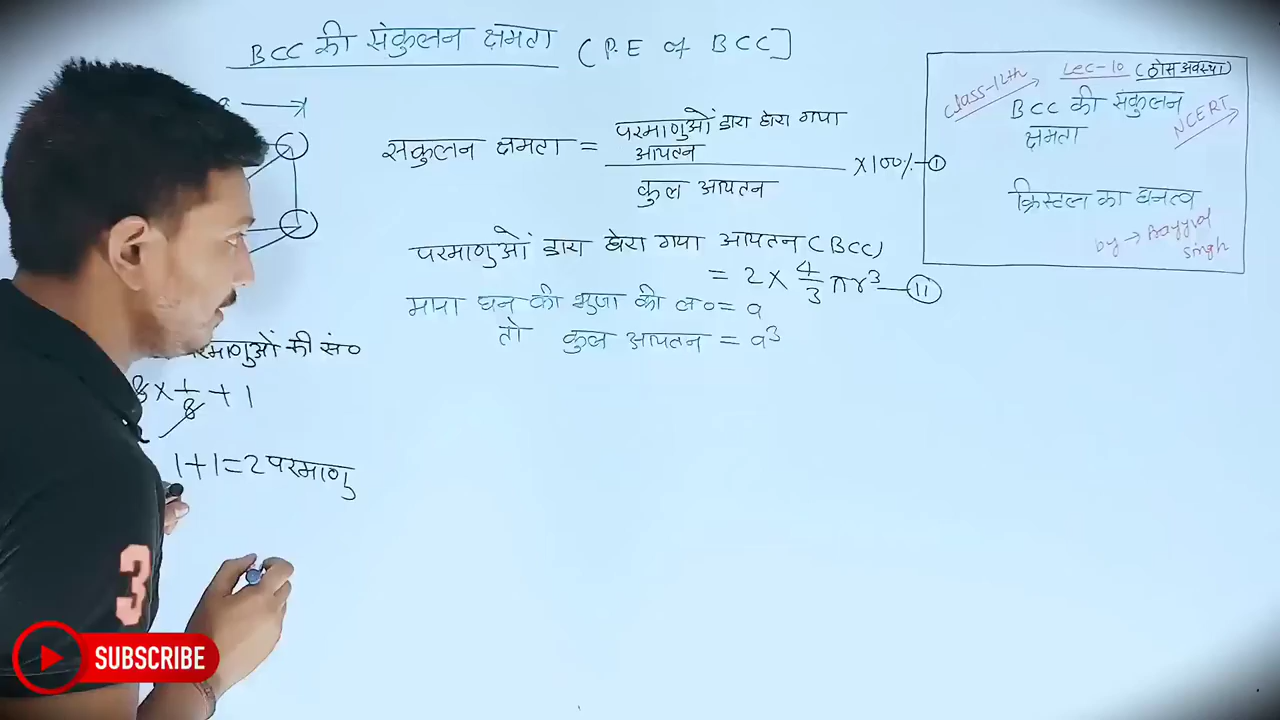 BCC की संकुलन क्षमता (P.E of BCC]
संकुलन क्षमता = परमाणुओं द्वारा घेरा गया आयतन / कुल आयतन × 100% — ①
परमाणुओं द्वारा घेरा गया आयतन (BCC)
= 2 × 4/3 πr³ — ⑪
माना घन की भुजा की ल० = a
तो कुल आयतन = a³
परमाणुओं की सं०
8 × 1/8 + 1
1+1=2 परमाणु
Class-12th
Lec-10 (ठोस अवस्था)
BCC की संकुलन
क्षमता
NCERT
क्रिस्टल का घनत्व
by →
Singh
3
SUBSCRIBE